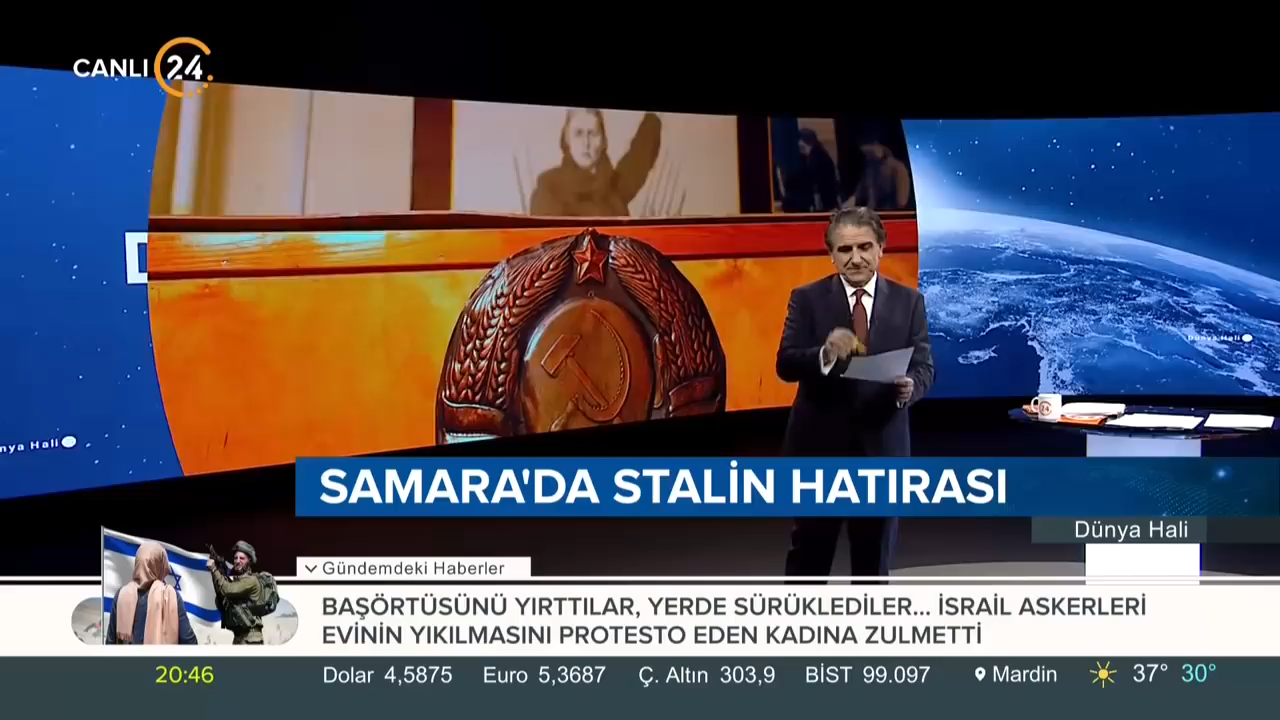 CANLI 24
D
Dünya Hali
nya Hali
24
SAMARA'DA STALİN HATIRASI
Dünya Hali
Gündemdeki Haberler
BAŞÖRTÜSÜNÜ YIRTTILAR, YERDE SÜRÜKLEDİLER... İSRAİL ASKERLERİ
EVİNİN YIKILMASINI PROTESTO EDEN KADINA ZULMETTİ
20:46 Dolar 4,5875 Euro 5,3687 Ç. Altın 303,9 BİST 99.097 Mardin 37° 30°